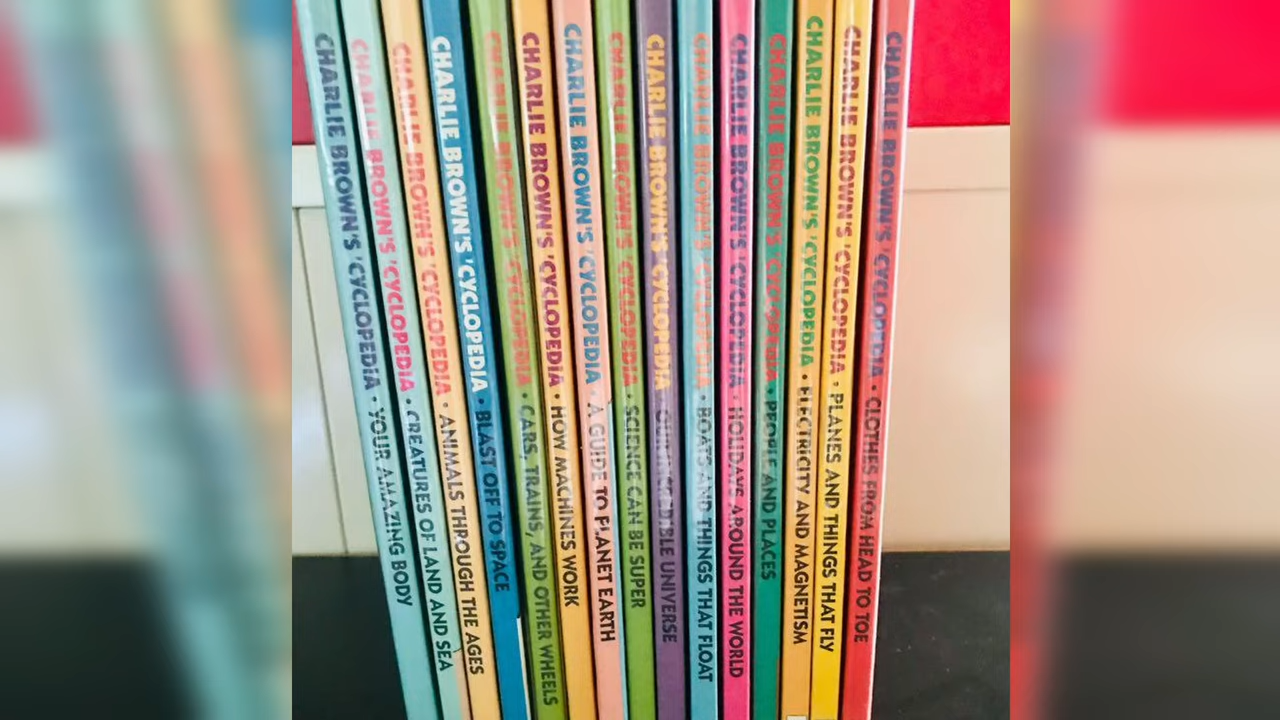 CHARLIE BROWN'S 'CYCLOPEDIA • YOUR AMAZING BODY
CHARLIE BROWN'S 'CYCLOPEDIA • CREATURES OF LAND AND SEA
CHARLIE BROWN'S 'CYCLOPEDIA • ANIMALS THROUGH THE AGES
CHARLIE BROWN'S 'CYCLOPEDIA • BLAST OFF TO SPACE
CHARLIE BROWN'S 'CYCLOPEDIA • CARS, TRAINS, AND OTHER WHEELS
CHARLIE BROWN'S 'CYCLOPEDIA • HOW MACHINES WORK
CHARLIE BROWN'S 'CYCLOPEDIA • A GUIDE TO PLANET EARTH
CHARLIE BROWN'S 'CYCLOPEDIA • SCIENCE CAN BE SUPER
CHARLIE BROWN'S 'CYCLOPEDIA • OUR INCREDIBLE UNIVERSE
CHARLIE BROWN'S 'CYCLOPEDIA • BOATS AND THINGS THAT FLOAT
CHARLIE BROWN'S 'CYCLOPEDIA • HOLIDAYS AROUND THE WORLD
CHARLIE BROWN'S 'CYCLOPEDIA • PEOPLE AND PLACES
CHARLIE BROWN'S 'CYCLOPEDIA • ELECTRICITY AND MAGNETISM
CHARLIE BROWN'S 'CYCLOPEDIA • PLANES AND THINGS THAT FLY
CHARLIE BROWN'S 'CYCLOPEDIA • CLOTHES FROM HEAD TO TOE